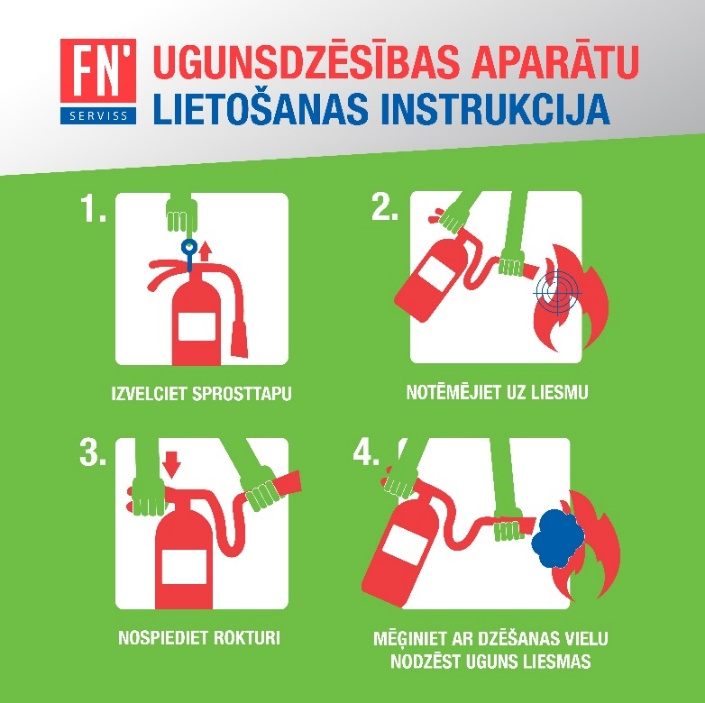 FN'
SERVISS
UGUNSDZĒSĪBAS APARĀTU
LIETOŠANAS INSTRUKCIJA
1.
IZVELCIET SPROSTTAPU
2.
NOTĒMĒJIET UZ LIESMU
3.
NOSPIEDIET ROKTURI
4.
MĒĢINIET AR DZĒŠANAS VIELU
NODZĒST UGUNS LIESMAS